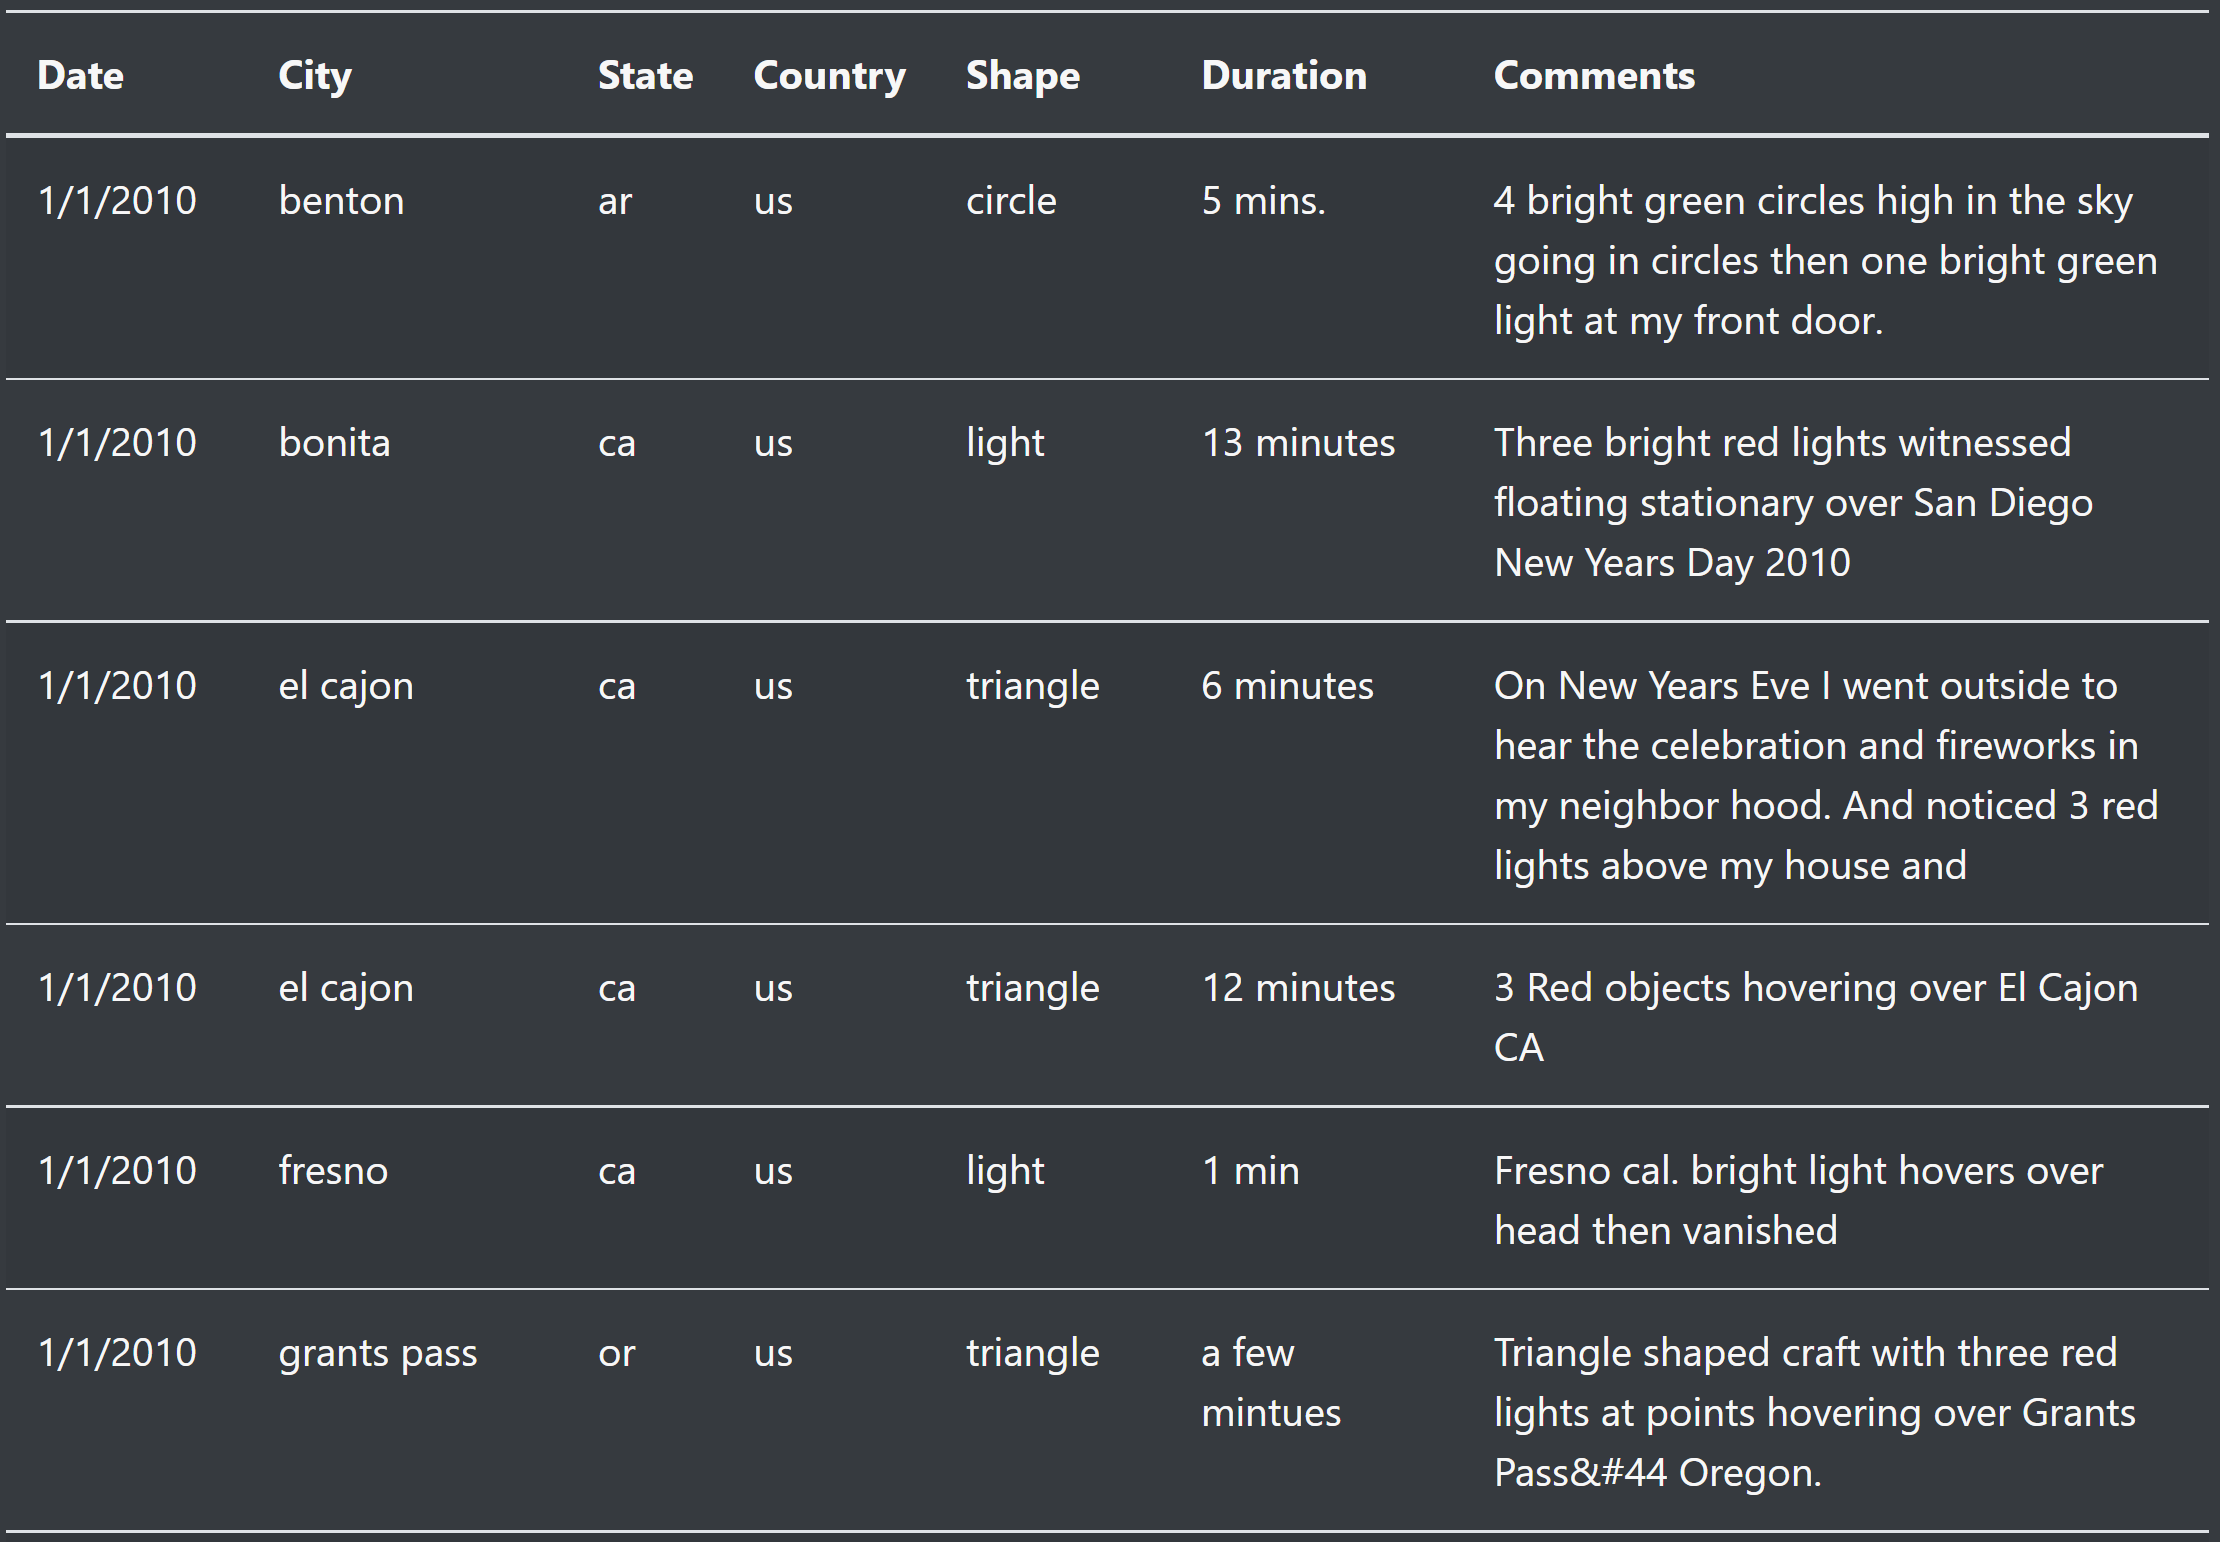 Date City State Country Shape Duration Comments
1/1/2010 benton ar us circle 5 mins. 4 bright green circles high in the sky
going in circles then one bright green
light at my front door.
1/1/2010 bonita ca us light 13 minutes Three bright red lights witnessed
floating stationary over San Diego
New Years Day 2010
1/1/2010 el cajon ca us triangle 6 minutes On New Years Eve I went outside to
hear the celebration and fireworks in
my neighbor hood. And noticed 3 red
lights above my house and
1/1/2010 el cajon ca us triangle 12 minutes 3 Red objects hovering over El Cajon
CA
1/1/2010 fresno ca us light 1 min Fresno cal. bright light hovers over
head then vanished
1/1/2010 grants pass or us triangle a few Triangle shaped craft with three red
mintues lights at points hovering over Grants
Pass&#44 Oregon.